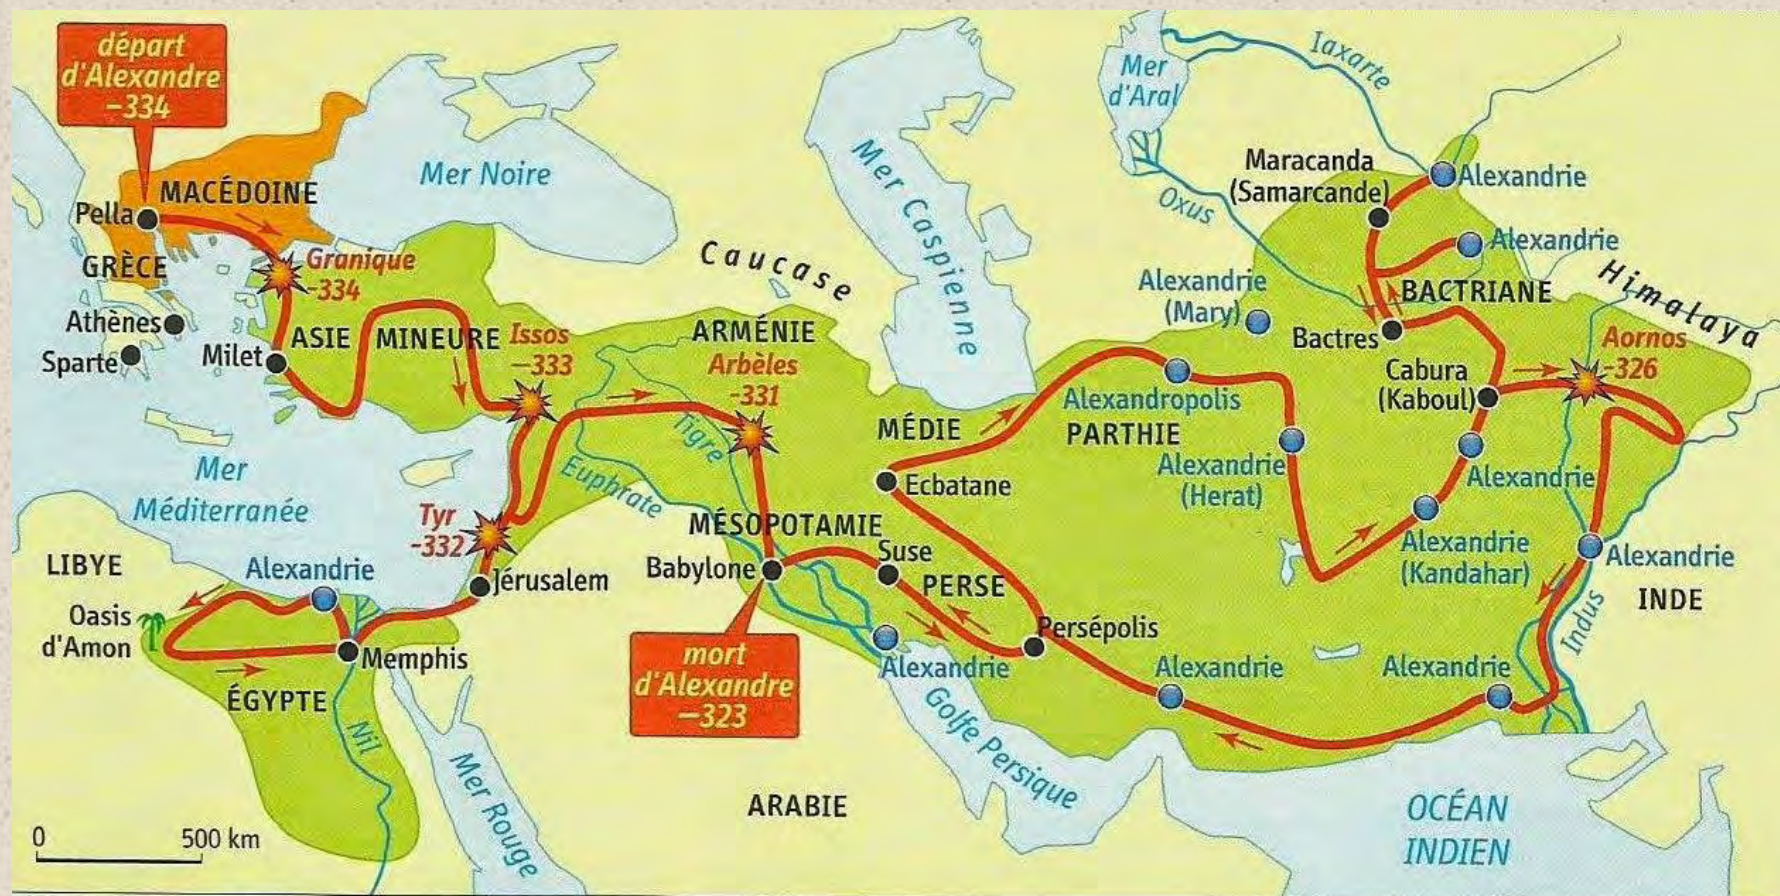 départ
d'Alexandre
–334
Mer Noire
MACÉDOINE
Pella
GRÈCE
Granique
-334
Athènes
Sparte
Milet
ASIE MINEURE
Issos
–333
Caucase
ARMÉNIE
Arbèles
-331
Mer Caspienne
Mer
d'Aral
Iaxarte
Oxus
Maracanda
(Samarcande)
Alexandrie
Alexandrie
Alexandrie
(Mary)
BACTRIANE
Bactres
Himalaya
Aornos
-326
Cabura
(Kaboul)
Alexandropolis
PARTHIE
MÉDIE
Ecbatane
Alexandrie
(Herat)
Alexandrie
Alexandrie
(Kandahar)
Alexandrie
INDE
Indus
Mer
Méditerranée
Tyr
-332
Tigre
Euphrate
MÉSOPOTAMIE
Babylone
Suse
PERSE
Persépolis
LIBYE
Alexandrie
Jérusalem
Oasis
d'Amon
Memphis
ÉGYPTE
Nil
Mer Rouge
mort
d'Alexandre
–323
Alexandrie
Golfe Persique
Alexandrie
Alexandrie
ARABIE
OCÉAN
INDIEN
0 500 km